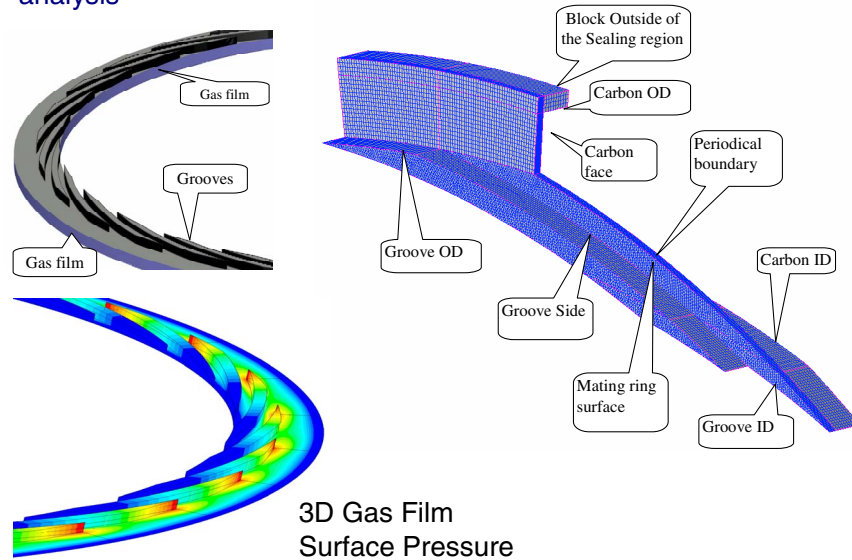 analysis
Gas film
Grooves
Gas film
Block Outside of
the Sealing region
Carbon OD
Carbon
face
Periodical
boundary
Groove OD
Carbon ID
Groove Side
Mating ring
surface
Groove ID
3D Gas Film
Surface Pressure